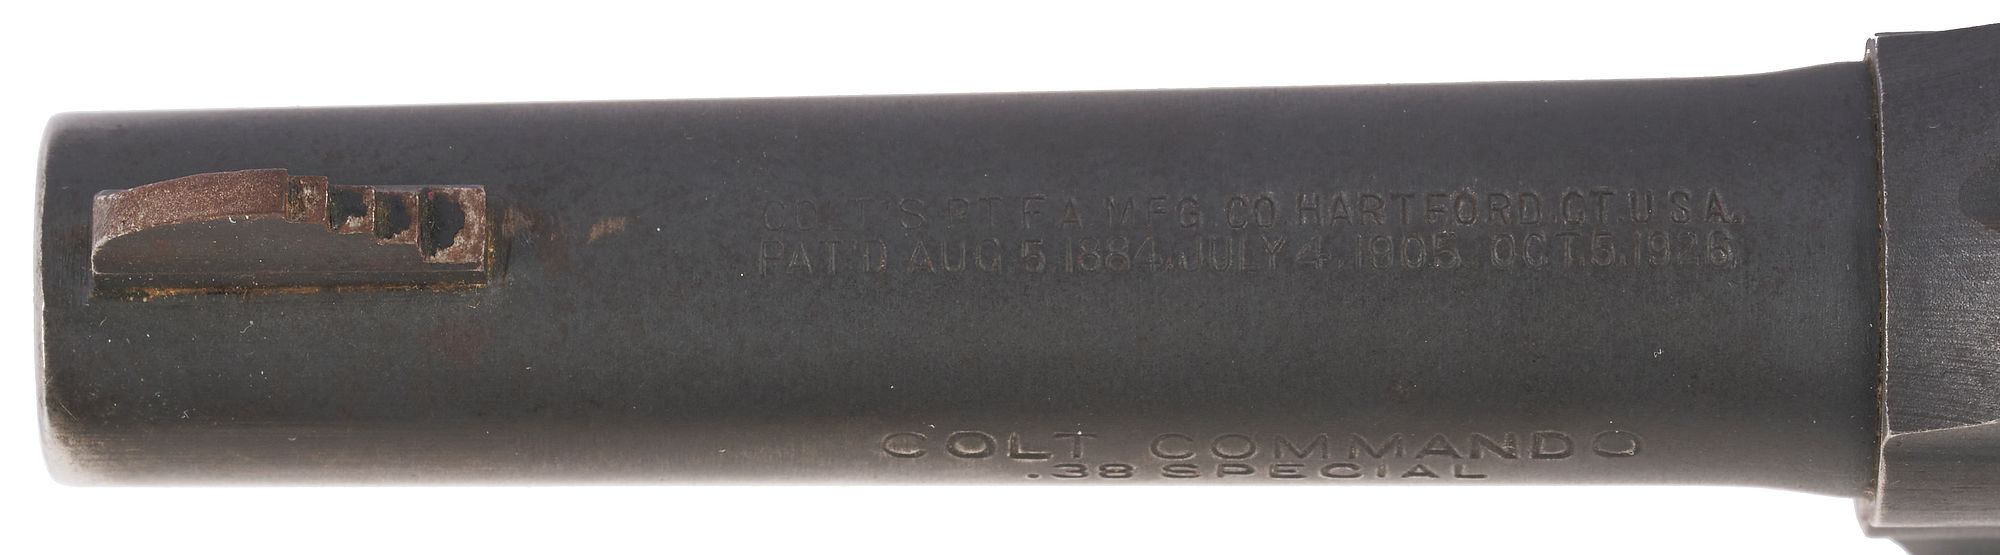 COLT'S PT. F. A. MFG. CO. HARTFORD, CT. U.S.A.
PAT'D AUG. 5, 1884, JULY 4, 1905. OCT. 5, 1926,
COLT COMMANDO
.38 SPECIAL